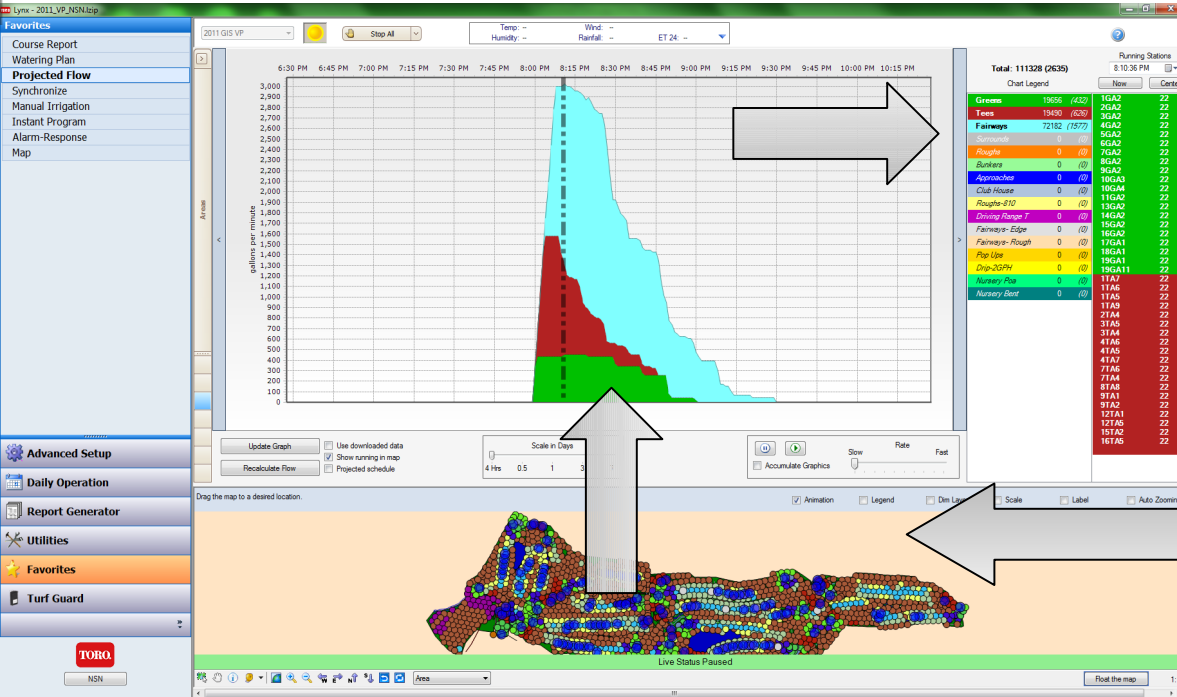 Lynx - 2011_VP_NSN.lzip
Favorites
Course Report
Watering Plan
Projected Flow
Synchronize
Manual Irrigation
Instant Program
Alarm-Response
Map
Advanced Setup
Daily Operation
Report Generator
Utilities
Favorites
Turf Guard
TORO
NSN
2011 GIS VP
Stop All
Temp: -- Wind: --
Humidity: -- Rainfall: -- ET 24: --
Areas
6:30 PM 6:45 PM 7:00 PM 7:15 PM 7:30 PM 7:45 PM 8:00 PM 8:15 PM 8:30 PM 8:45 PM 9:00 PM 9:15 PM 9:30 PM 9:45 PM 10:00 PM 10:15 PM
gallons per minute
3,000
2,900
2,800
2,700
2,600
2,500
2,400
2,300
2,200
2,100
2,000
1,900
1,800
1,700
1,600
1,500
1,400
1,300
1,200
1,100
1,000
900
800
700
600
500
400
300
200
100
0
Total: 111328 (2635)
Chart Legend
Greens 19656 (432)
Tees 19490 (626)
Fairways 72182 (1577)
Surrounds 0 (0)
Roughs 0 (0)
Bunkers 0 (0)
Approaches 0 (0)
Club House 0 (0)
Roughs-810 0 (0)
Driving Range T 0 (0)
Fairways- Edge 0 (0)
Fairways- Rough 0 (0)
Pop Ups 0 (0)
Drip-2GPH 0 (0)
Nursery Poa 0 (0)
Nursery Bent 0 (0)
Running Stations
8:10:36 PM
Now Cente
1GA2 22
2GA2 22
3GA2 22
4GA2 22
5GA2 22
6GA2 22
7GA2 22
8GA2 22
9GA2 22
10GA3 22
10GA4 22
11GA2 22
13GA2 22
14GA2 22
15GA2 22
16GA2 22
17GA1 22
18GA1 22
19GA1 22
19GA11 22
1TA7 22
1TA6 22
1TA5 22
1TA9 22
2TA4 22
3TA5 22
3TA4 22
4TA6 22
4TA5 22
4TA7 22
7TA6 22
7TA4 22
8TA8 22
9TA1 22
9TA2 22
12TA1 22
12TA5 22
15TA2 22
16TA5 22
Update Graph
Recalculate Flow
Use downloaded data
Show running in map
Projected schedule
Scale in Days
4 Hrs 0.5 1 3
Accumulate Graphics
Rate
Slow Fast
Drag the map to a desired location.
Animation Legend Dim Lay Scale Label Auto Zoomin
Live Status Paused
Area
Float the map
1: